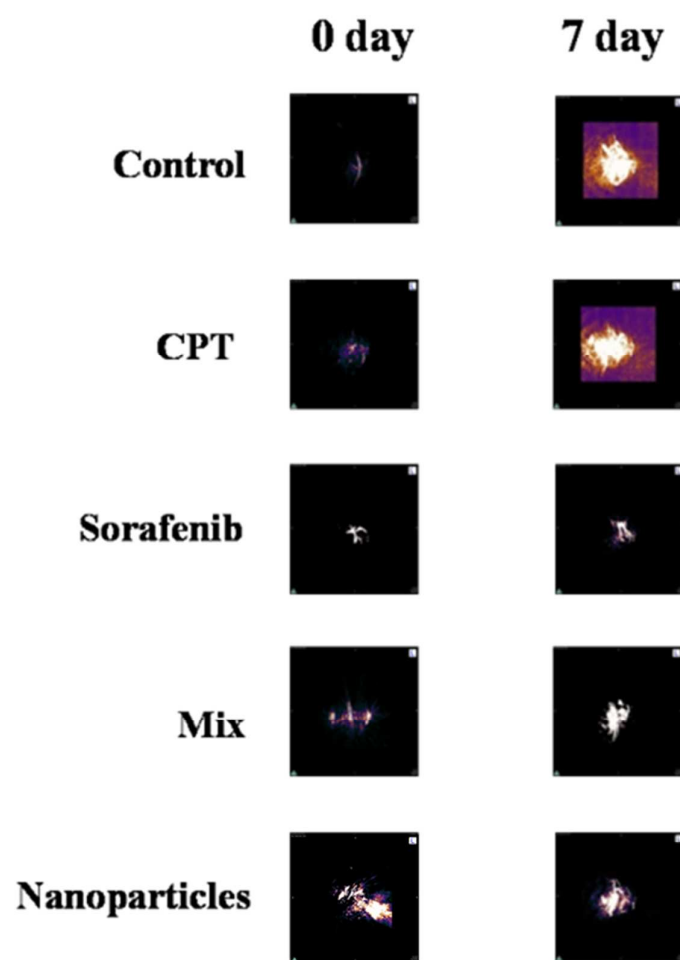 0 day 7 day
Control
CPT
Sorafenib
Mix
Nanoparticles